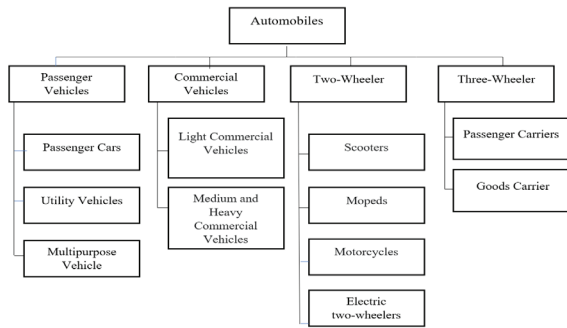 Automobiles
Passenger
Vehicles
Commercial
Vehicles
Two-Wheeler
Three-Wheeler
Passenger Cars
Utility Vehicles
Multipurpose
Vehicle
Light Commercial
Vehicles
Medium and
Heavy
Commercial
Vehicles
Scooters
Mopeds
Motorcycles
Electric
two-wheelers
Passenger Carriers
Goods Carrier